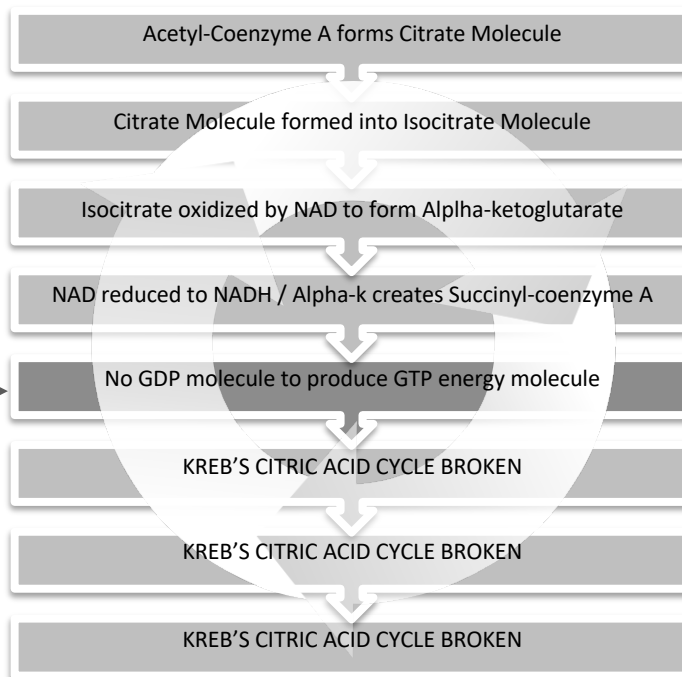 Acetyl-Coenzyme A forms Citrate Molecule
Citrate Molecule formed into Isocitrate Molecule
Isocitrate oxidized by NAD to form Alplha-ketoglutarate
NAD reduced to NADH / Alpha-k creates Succinyl-coenzyme A
No GDP molecule to produce GTP energy molecule
KREB’S CITRIC ACID CYCLE BROKEN
KREB’S CITRIC ACID CYCLE BROKEN
KREB’S CITRIC ACID CYCLE BROKEN